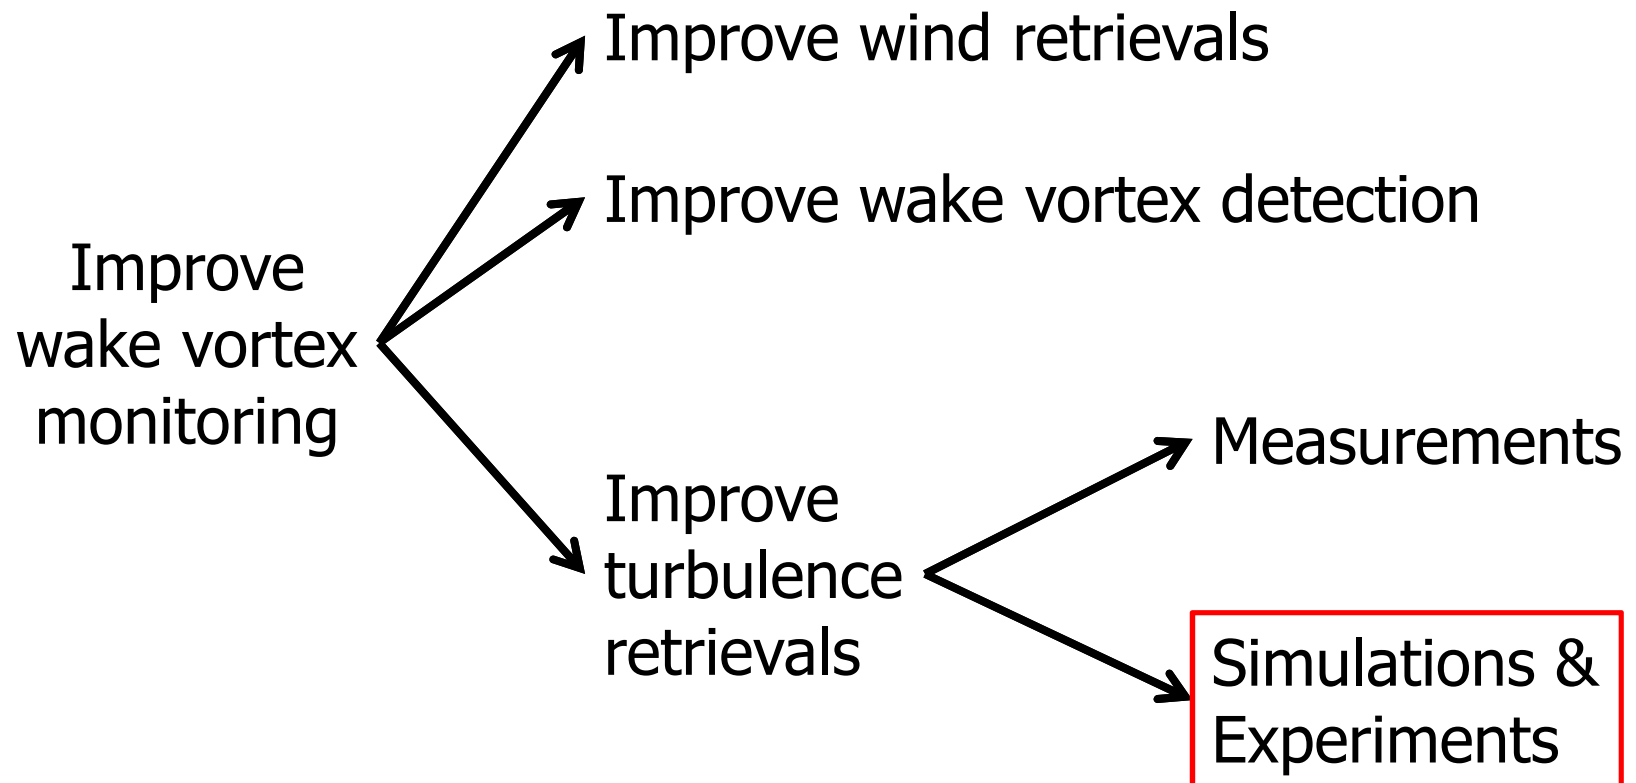 Improve wind retrievals
Improve wake vortex detection
Improve
wake vortex
monitoring
Measurements
Improve
turbulence
retrievals
Simulations &
Experiments